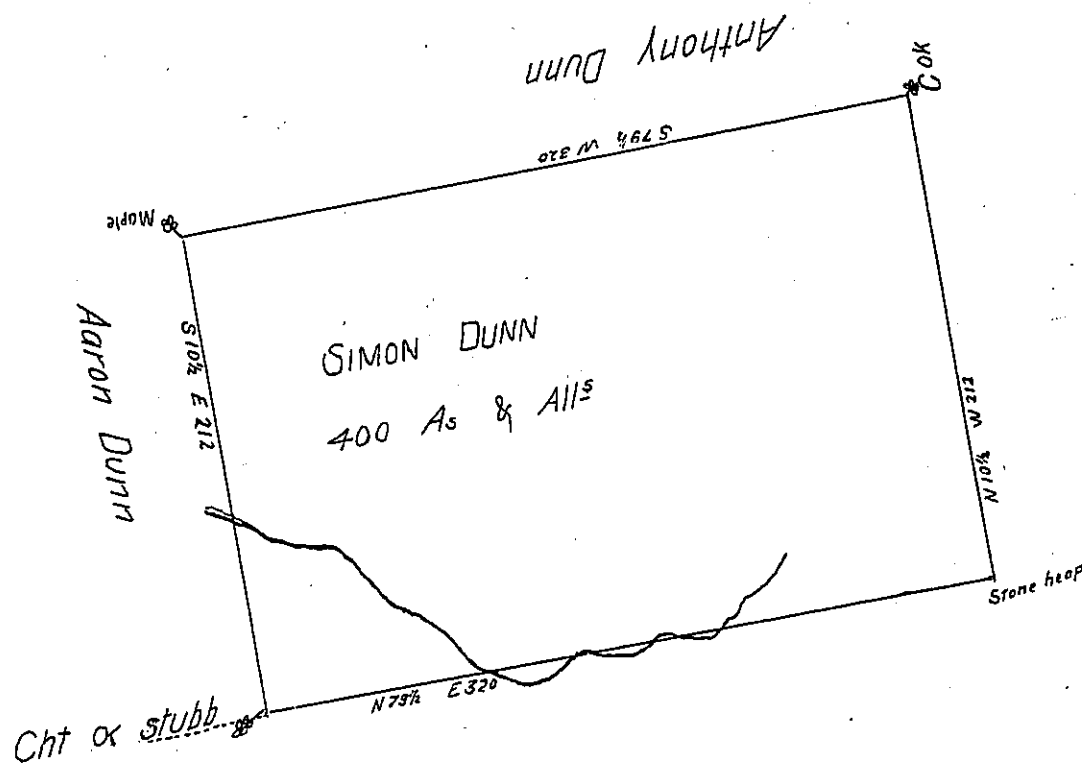 Anthony Dunn
C OK
S 79½ W 320
Maple
Aaron Dunn
S 10½ E 212
SIMON DUNN
400 As & Alls
N 10½ W 212
Stone heap
N 79½ E 320
Cht OK stubb